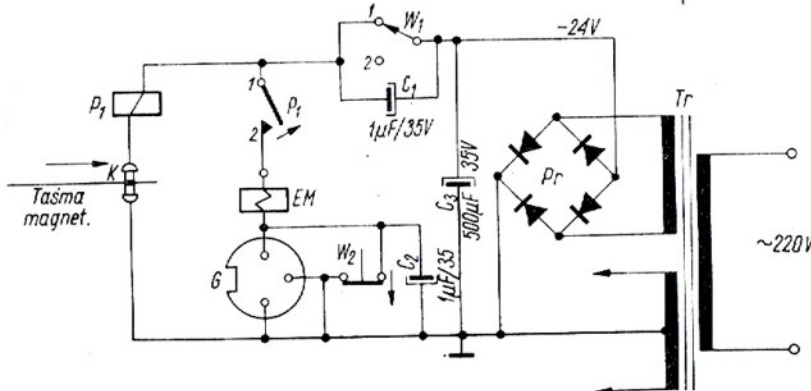 1
W₁
-24V
2
C₁
1μF/35V
Tr
P₁
1
P₁
2
K
Taśma
magnet.
EM
35V
C₃
500μF
Pr
~220V
G
W₂
C₂
1μF/35